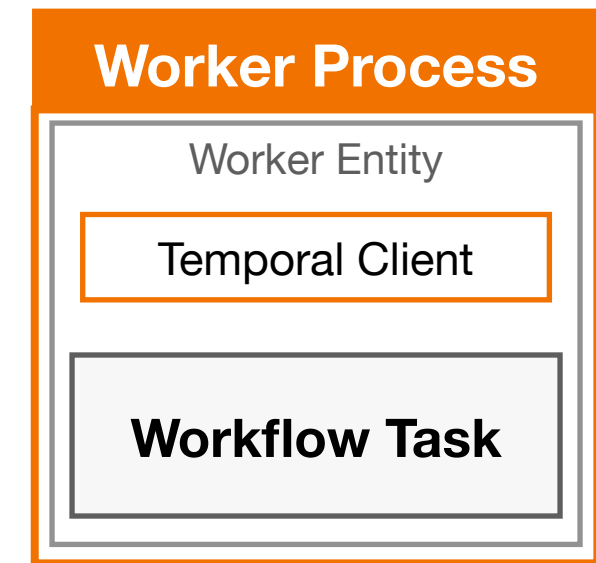 Worker Process
Worker Entity
Temporal Client
Workflow Task